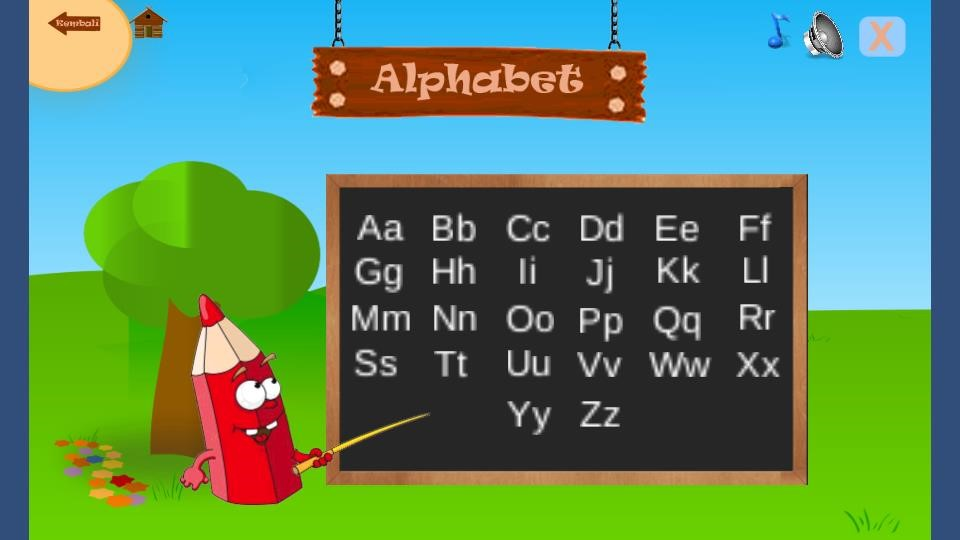 Kembali
X
Alphabet
Aa Bb Cc Dd Ee Ff
Gg Hh Ii Jj Kk Ll
Mm Nn Oo Pp Qq Rr
Ss Tt Uu Vv Ww Xx
Yy Zz